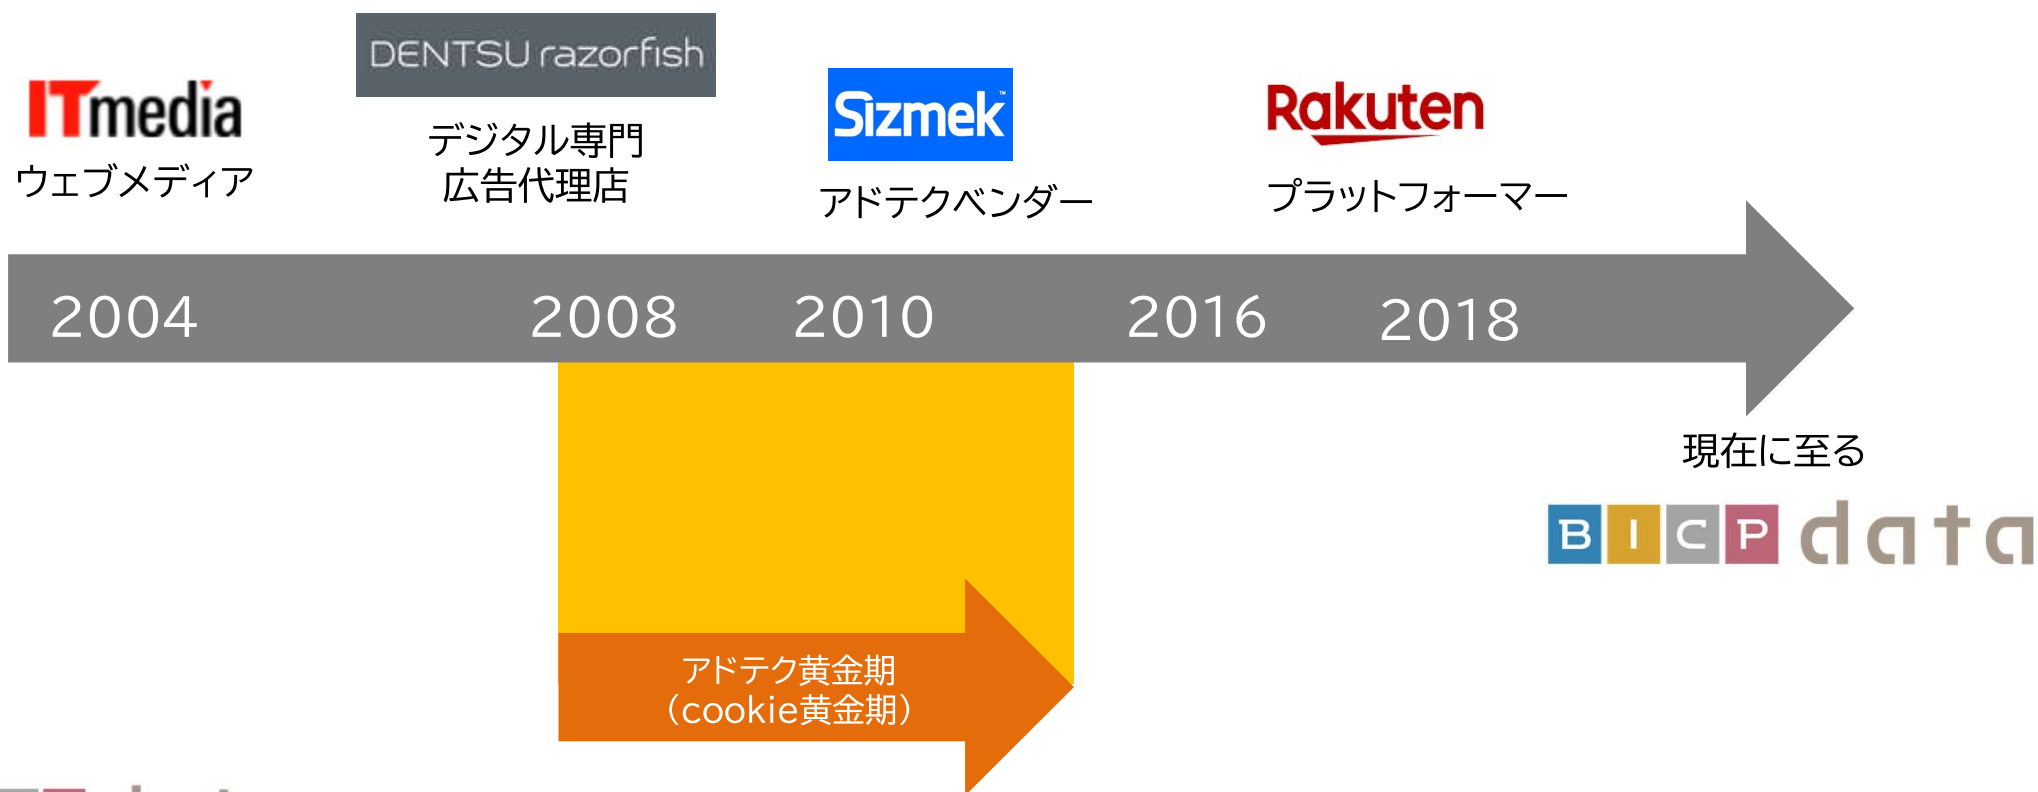 ITmedia
ウェブメディア
DENTSU razorfish
デジタル専門
広告代理店
Sizmek™
アドテクベンダー
Rakuten
プラットフォーマー
2004
2008
2010
2016
2018
現在に至る
BICP data
アドテク黄金期
（cookie黄金期）